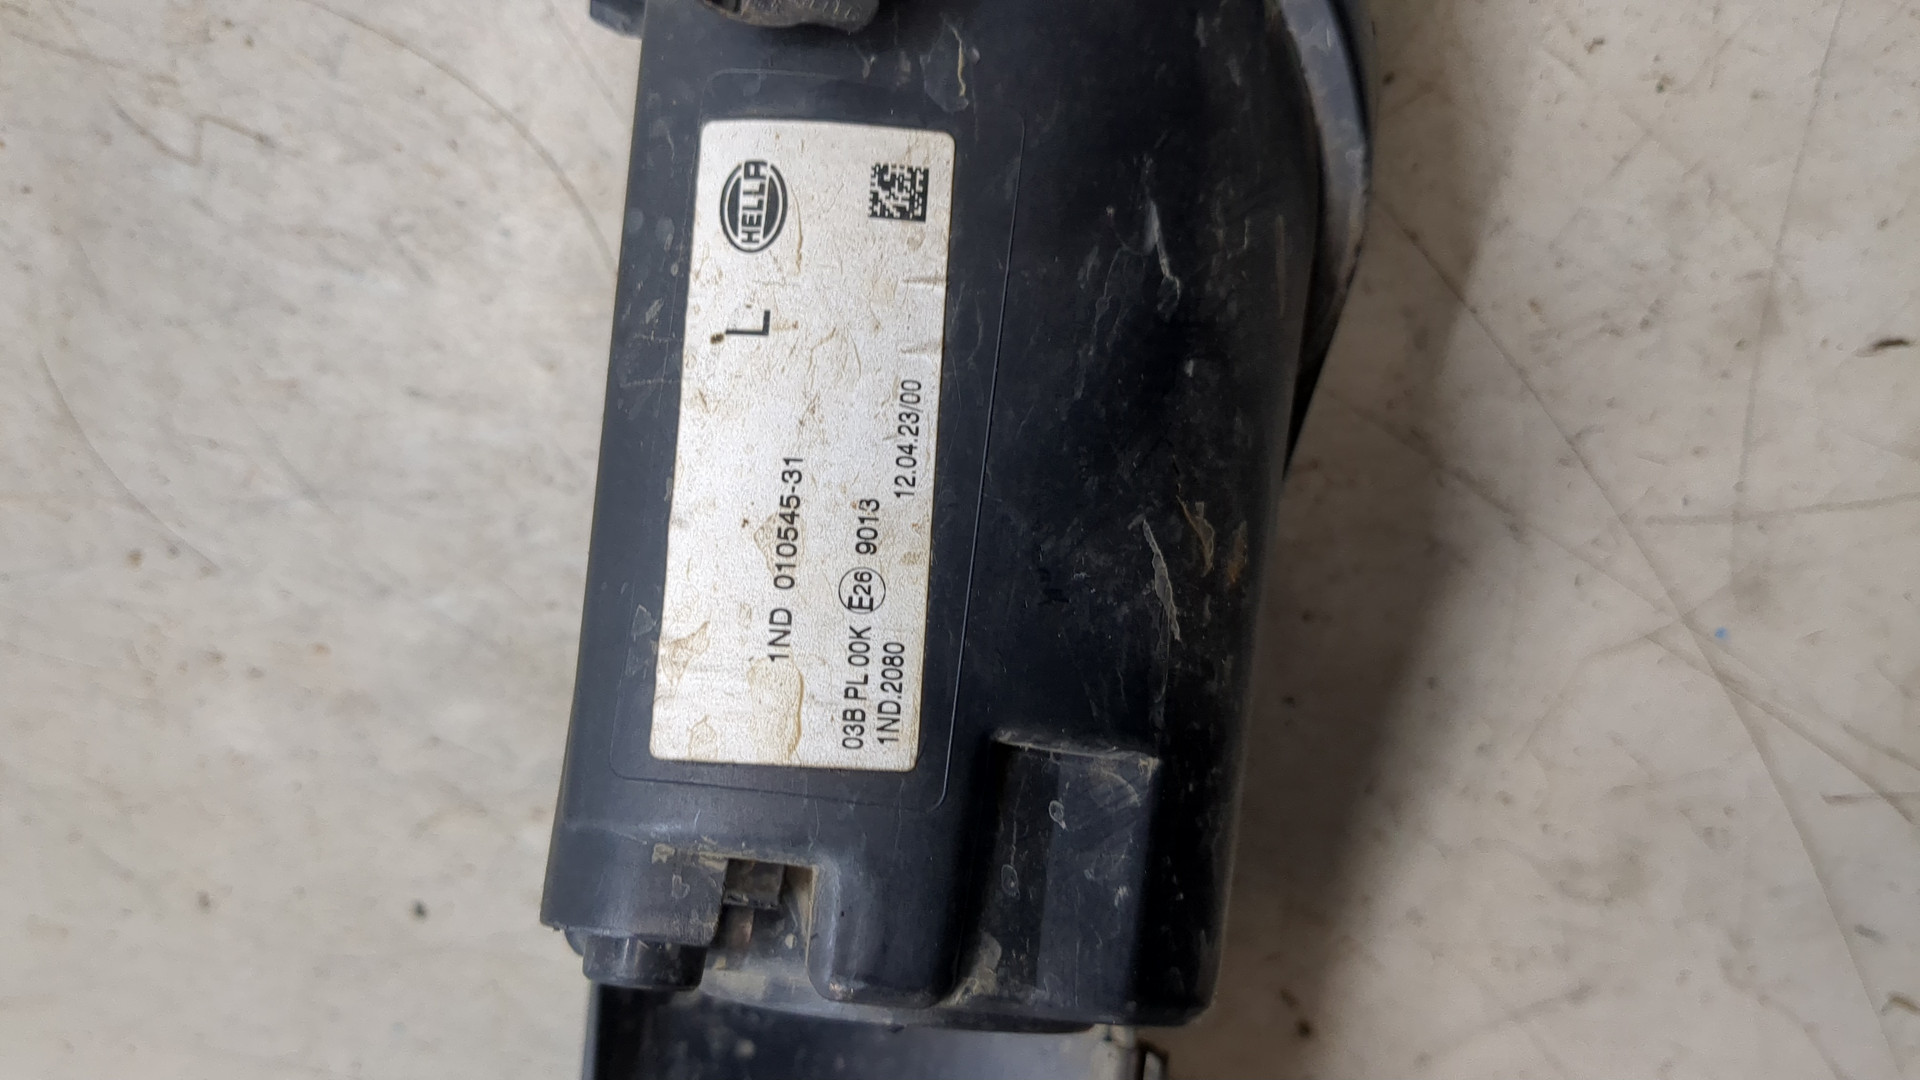 HELLA
L
1ND 010545-31
03B PL 00K E26 9013
1ND.2080 12.04.23/00